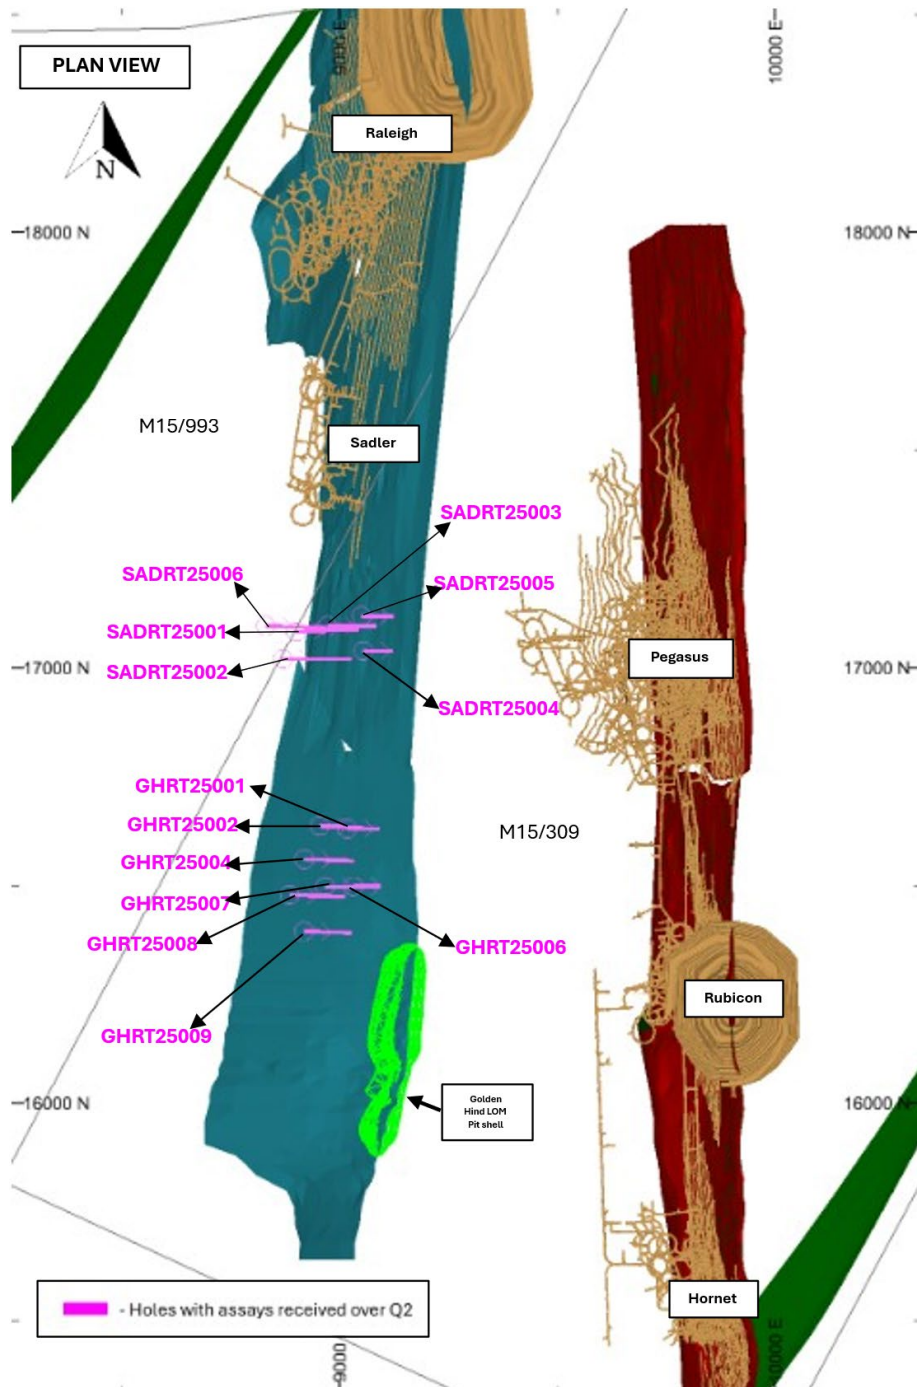 PLAN VIEW
N
9000 E
10000 E
Raleigh
18000 N
18000 N
M15/993
Sadler
SADRT25003
SADRT25006
SADRT25005
SADRT25001
SADRT25002
SADRT25004
17000 N
17000 N
Pegasus
GHRT25001
GHRT25002
M15/309
GHRT25004
GHRT25007
GHRT25008
GHRT25006
Rubicon
GHRT25009
16000 N
16000 N
Golden
Hind LOM
Pit shell
Hornet
- Holes with assays received over Q2
9000